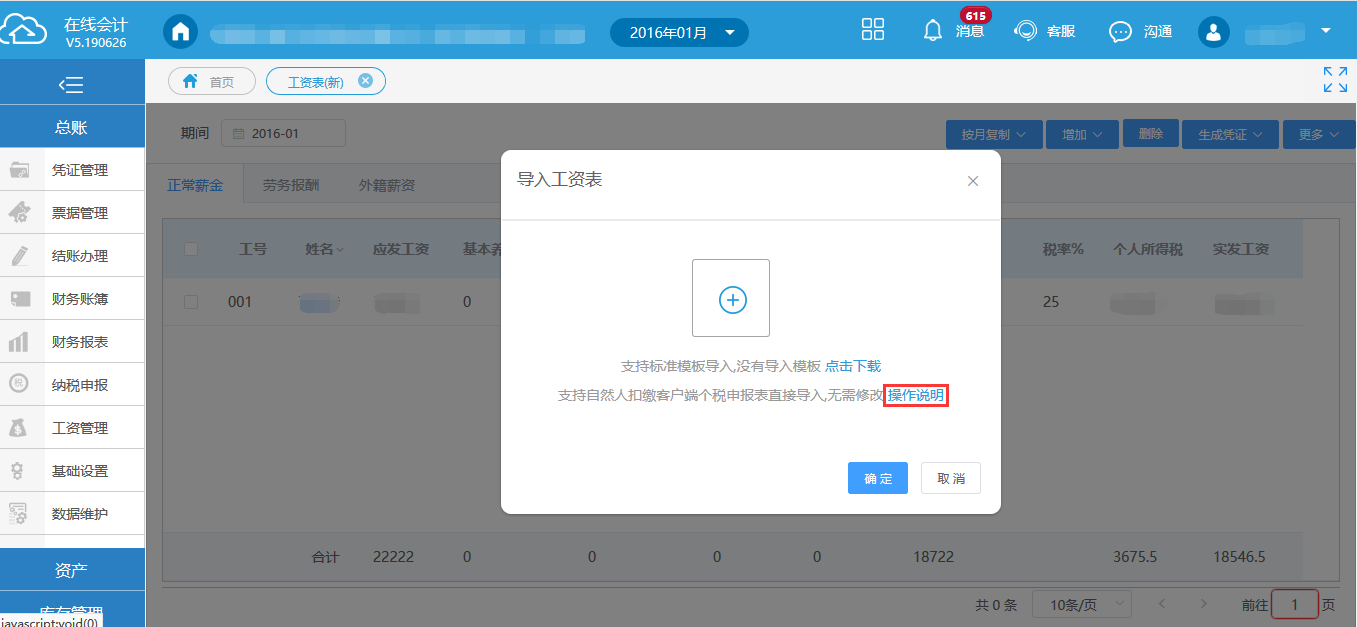 在线会计
V5.190626
2016年01月
615
消息
客服
沟通
首页
工资表(新)
总账
凭证管理
票据管理
结账办理
财务账簿
财务报表
纳税申报
工资管理
基础设置
数据维护
资产
库存管理
javascript:void(0)
期间
2016-01
按月复制
增加
删除
生成凭证
更多
正常薪金
劳务报酬
外籍薪资
工号
姓名
应发工资
基本养
税率%
个人所得税
实发工资
001
0
25
导入工资表
支持标准模板导入,没有导入模板 点击下载
支持自然人扣缴客户端个税申报表直接导入,无需修改 操作说明
确 定
取 消
合计
22222
0
0
0
0
18722
3675.5
18546.5
共 0 条
10条/页
前往
1
页